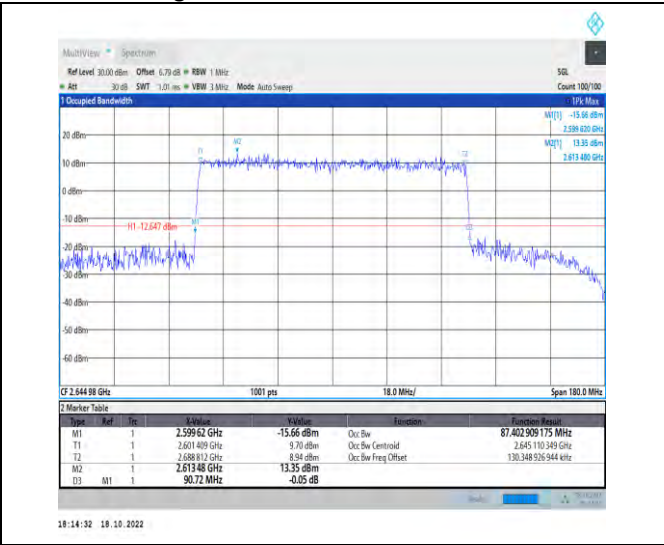 MultiView Spectrum
Ref Level 30.00 dBm Offset 6.79 dB RBW 1 MHz SGL
Att 30 dB SWT 1.01 ms VBW 3 MHz Mode Auto Sweep Count 100/100
1 Occupied Bandwidth 1Pk Max
M1[1] -15.66 dBm
2.599 620 GHz
M2[1] 13.35 dBm
2.613 480 GHz
20 dBm
M2
T1
T2
10 dBm
0 dBm
-10 dBm
H1 -12.647 dBm
M1
D3
-20 dBm
-30 dBm
-40 dBm
-50 dBm
-60 dBm
CF 2.644 98 GHz 1001 pts 18.0 MHz/ Span 180.0 MHz
2 Marker Table
Type Ref Trc X-Value Y-Value Function Function Result
M1 1 2.599 62 GHz -15.66 dBm Occ Bw 87.402 909 175 MHz
T1 1 2.601 409 GHz 9.70 dBm Occ Bw Centroid 2.645 110 349 GHz
T2 1 2.688 812 GHz 8.94 dBm Occ Bw Freq Offset 130.348 926 944 kHz
M2 1 2.613 48 GHz 13.35 dBm
D3 M1 1 90.72 MHz -0.05 dB
18:14:32 18.10.2022